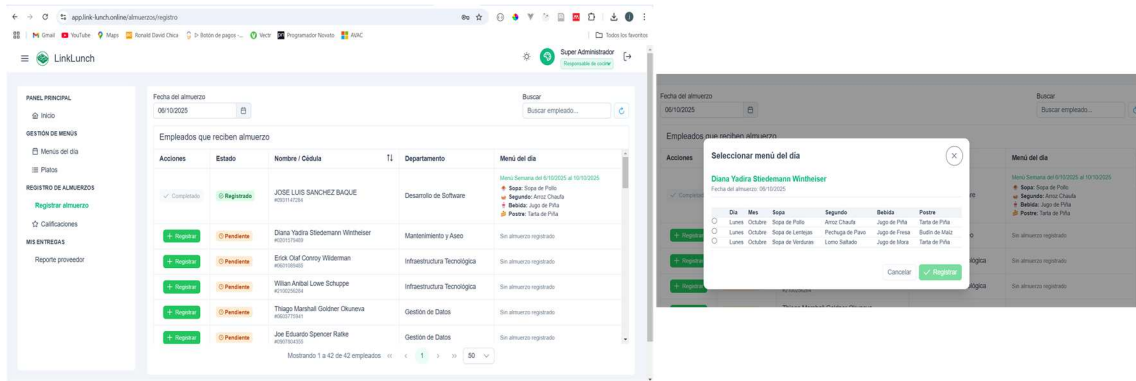 app.link-lunch.online/almuerzos/registro
Gmail YouTube Maps Ronald David Chica ▷ Botón de pagos -... Vectr Programador Novato AVAC Todos los favoritos
LinkLunch
Super Administrador
PANEL PRINCIPAL
Inicio
GESTIÓN DE MENÚS
Menús del día
Platos
REGISTRO DE ALMUERZOS
Registrar almuerzo
Calificaciones
MIS ENTREGAS
Reporte proveedor
Fecha del almuerzo Buscar
06/10/2025 Buscar empleado...
Empleados que reciben almuerzo
Acciones Estado Nombre / Cédula Departamento Menú del día
Completado Registrado JOSE LUIS SANCHEZ BAQUE Desarrollo de Software
Menú Semana del 6/10/2025 al 10/10/2025
Sopa: Sopa de Pollo
Segundo: Arroz Chaufa
Bebida: Jugo de Piña
Postre: Tarta de Piña
+ Registrar Pendiente Diana Yadira Stiedemann Wintheiser Mantenimiento y Aseo Sin almuerzo registrado
+ Registrar Pendiente Erick Olaf Conroy Wilderman Infraestructura Tecnológica Sin almuerzo registrado
+ Registrar Pendiente Wilian Anibal Lowe Schuppe Infraestructura Tecnológica Sin almuerzo registrado
+ Registrar Pendiente Thiago Marshall Goldner Okuneva Gestión de Datos Sin almuerzo registrado
+ Registrar Pendiente Joe Eduardo Spencer Ratke Gestión de Datos Sin almuerzo registrado
Mostrando 1 a 42 de 42 empleados « ‹ 1 › » 50
Fecha del almuerzo Buscar
06/10/2025 Buscar empleado...
Empleados que reciben almuerzo
Acciones Menú del día
Seleccionar menú del día
Diana Yadira Stiedemann Wintheiser
Fecha del almuerzo: 06/10/2025
Día Mes Sopa Segundo Bebida Postre
Lunes Octubre Sopa de Pollo Arroz Chaufa Jugo de Piña Tarta de Piña
Lunes Octubre Sopa de Lentejas Pechuga de Pavo Jugo de Fresa Budín de Maíz
Lunes Octubre Sopa de Verduras Lomo Saltado Jugo de Mora Tarta de Piña
Cancelar Registrar
Menú Semana del 6/10/2025 al 10/10/2025
Sopa: Sopa de Pollo
Segundo: Arroz Chaufa
Bebida: Jugo de Piña
Postre: Tarta de Piña
Sin almuerzo registrado
Sin almuerzo registrado